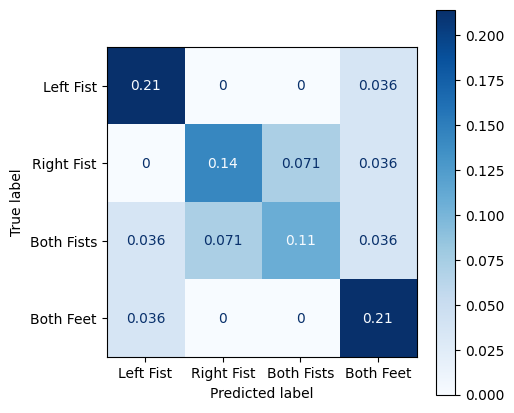 True label
Left Fist
Right Fist
Both Fists
Both Feet
0.21 0 0 0.036
0 0.14 0.071 0.036
0.036 0.071 0.11 0.036
0.036 0 0 0.21
Left Fist Right Fist Both Fists Both Feet
Predicted label
0.200
0.175
0.150
0.125
0.100
0.075
0.050
0.025
0.000